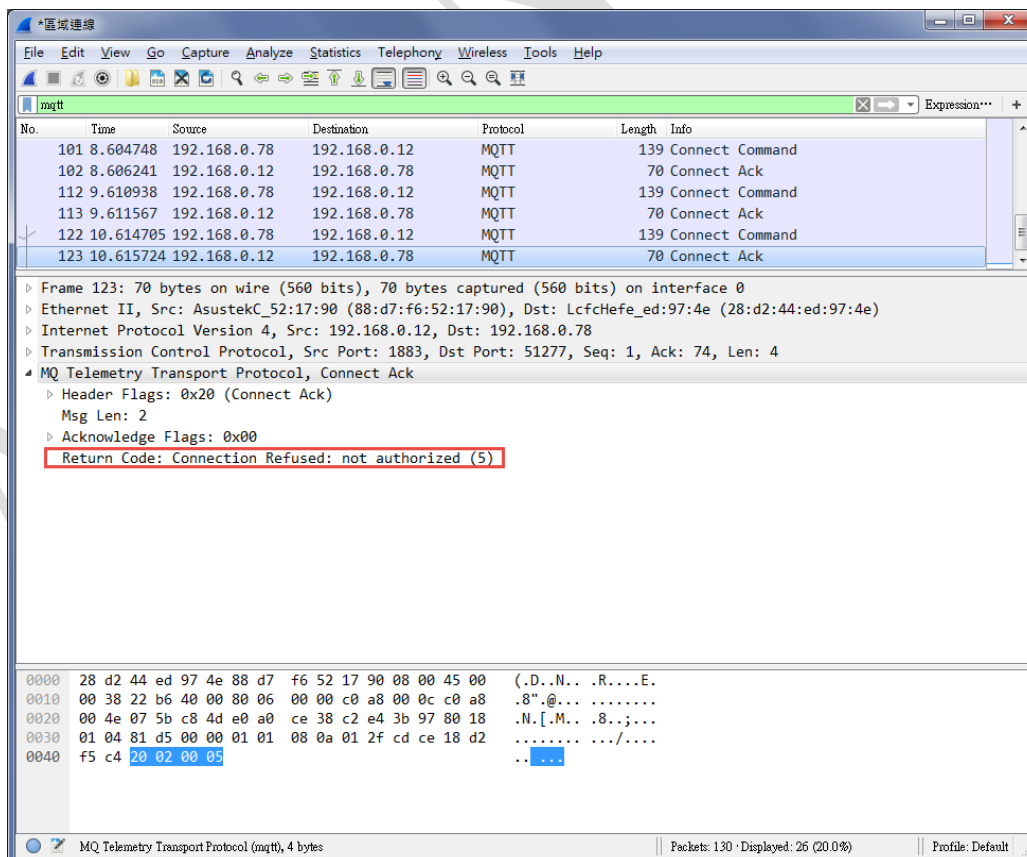 *區域連線
File Edit View Go Capture Analyze Statistics Telephony Wireless Tools Help
mqtt Expression… +
No. Time Source Destination Protocol Length Info
101 8.604748 192.168.0.78 192.168.0.12 MQTT 139 Connect Command
102 8.606241 192.168.0.12 192.168.0.78 MQTT 70 Connect Ack
112 9.610938 192.168.0.78 192.168.0.12 MQTT 139 Connect Command
113 9.611567 192.168.0.12 192.168.0.78 MQTT 70 Connect Ack
122 10.614705 192.168.0.78 192.168.0.12 MQTT 139 Connect Command
123 10.615724 192.168.0.12 192.168.0.78 MQTT 70 Connect Ack
Frame 123: 70 bytes on wire (560 bits), 70 bytes captured (560 bits) on interface 0
Ethernet II, Src: AsustekC_52:17:90 (88:d7:f6:52:17:90), Dst: LcfcHefe_ed:97:4e (28:d2:44:ed:97:4e)
Internet Protocol Version 4, Src: 192.168.0.12, Dst: 192.168.0.78
Transmission Control Protocol, Src Port: 1883, Dst Port: 51277, Seq: 1, Ack: 74, Len: 4
MQ Telemetry Transport Protocol, Connect Ack
Header Flags: 0x20 (Connect Ack)
Msg Len: 2
Acknowledge Flags: 0x00
Return Code: Connection Refused: not authorized (5)
0000 28 d2 44 ed 97 4e 88 d7 f6 52 17 90 08 00 45 00 (.D..N.. .R....E.
0010 00 38 22 b6 40 00 80 06 00 00 c0 a8 00 0c c0 a8 .8".@... ........
0020 00 4e 07 5b c8 4d e0 a0 ce 38 c2 e4 3b 97 80 18 .N.[.M.. .8..;...
0030 01 04 81 d5 00 00 01 01 08 0a 01 2f cd ce 18 d2 ........ .../....
0040 f5 c4 20 02 00 05 .. ...
MQ Telemetry Transport Protocol (mqtt), 4 bytes Packets: 130 · Displayed: 26 (20.0%) Profile: Default